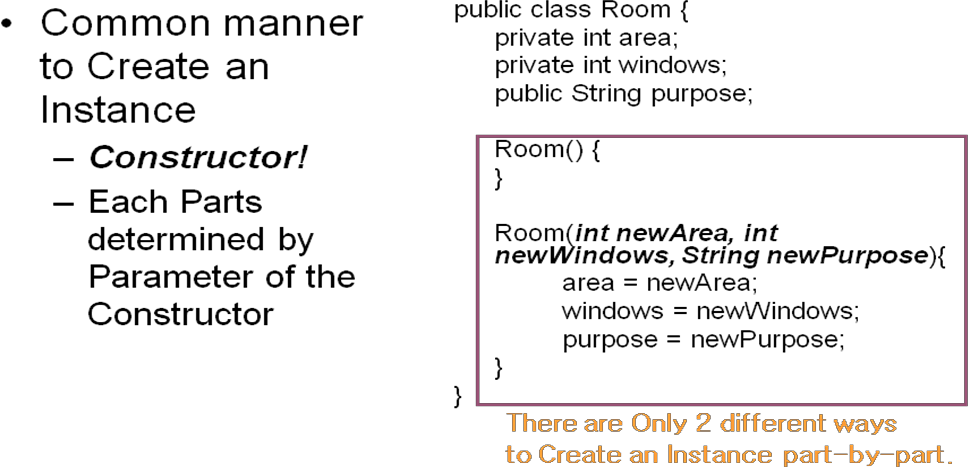 • Common manner
to Create an
Instance
– Constructor!
– Each Parts
determined by
Parameter of the
Constructor
public class Room {
private int area;
private int windows;
public String purpose;
Room() {
}
Room(int newArea, int
newWindows, String newPurpose){
area = newArea;
windows = newWindows;
purpose = newPurpose;
}
}
There are Only 2 different ways
to Create an Instance part-by-part.